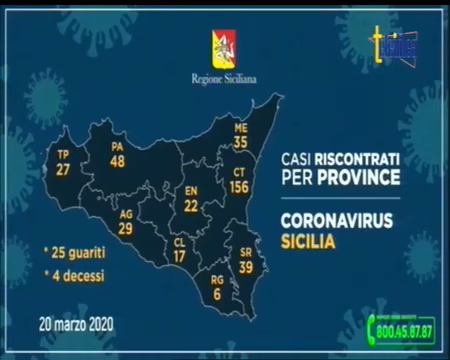 Regione Siciliana
ME
35
TP
27
PA
48
CT
156
EN
22
AG
29
CL
17
SR
39
RG
6
CASI RISCONTRATI
PER PROVINCE
CORONAVIRUS
SICILIA
* 25 guariti
* 4 decessi
20 marzo 2020
800.45.87.87